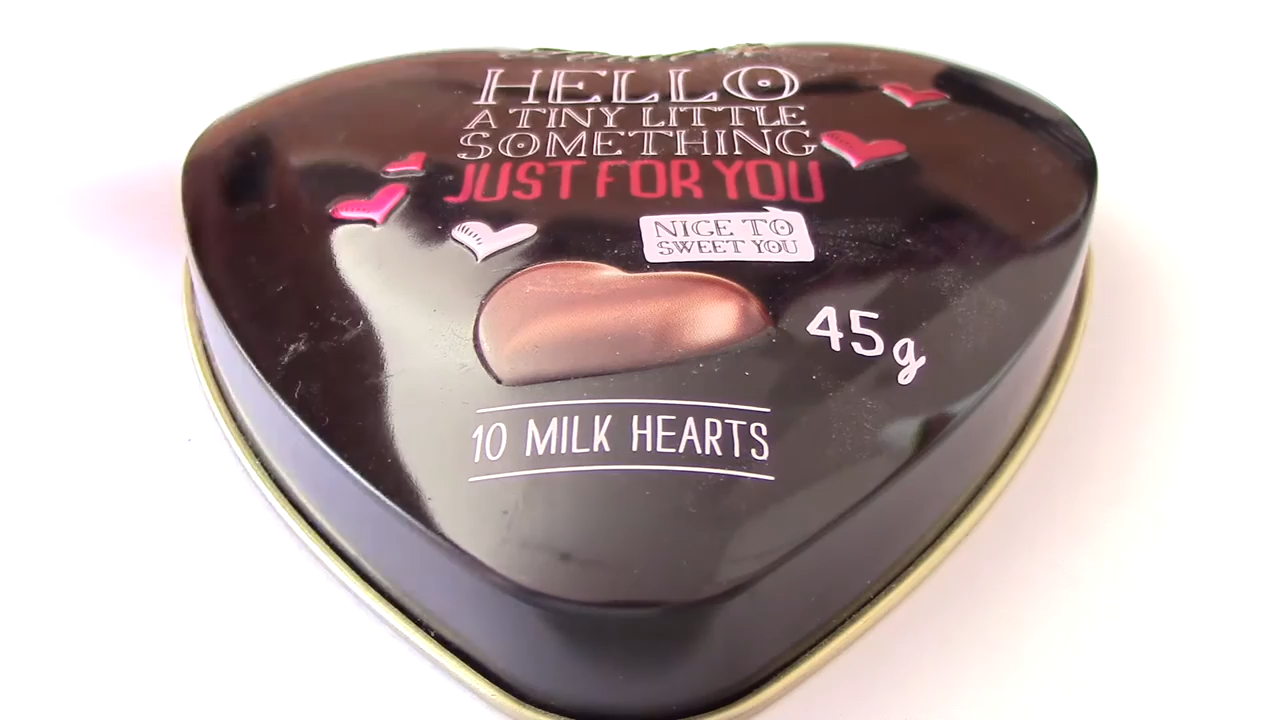 HELLO
A TINY LITTLE
SOMETHING
JUST FOR YOU
NICE TO
SWEET YOU
45g
10 MILK HEARTS